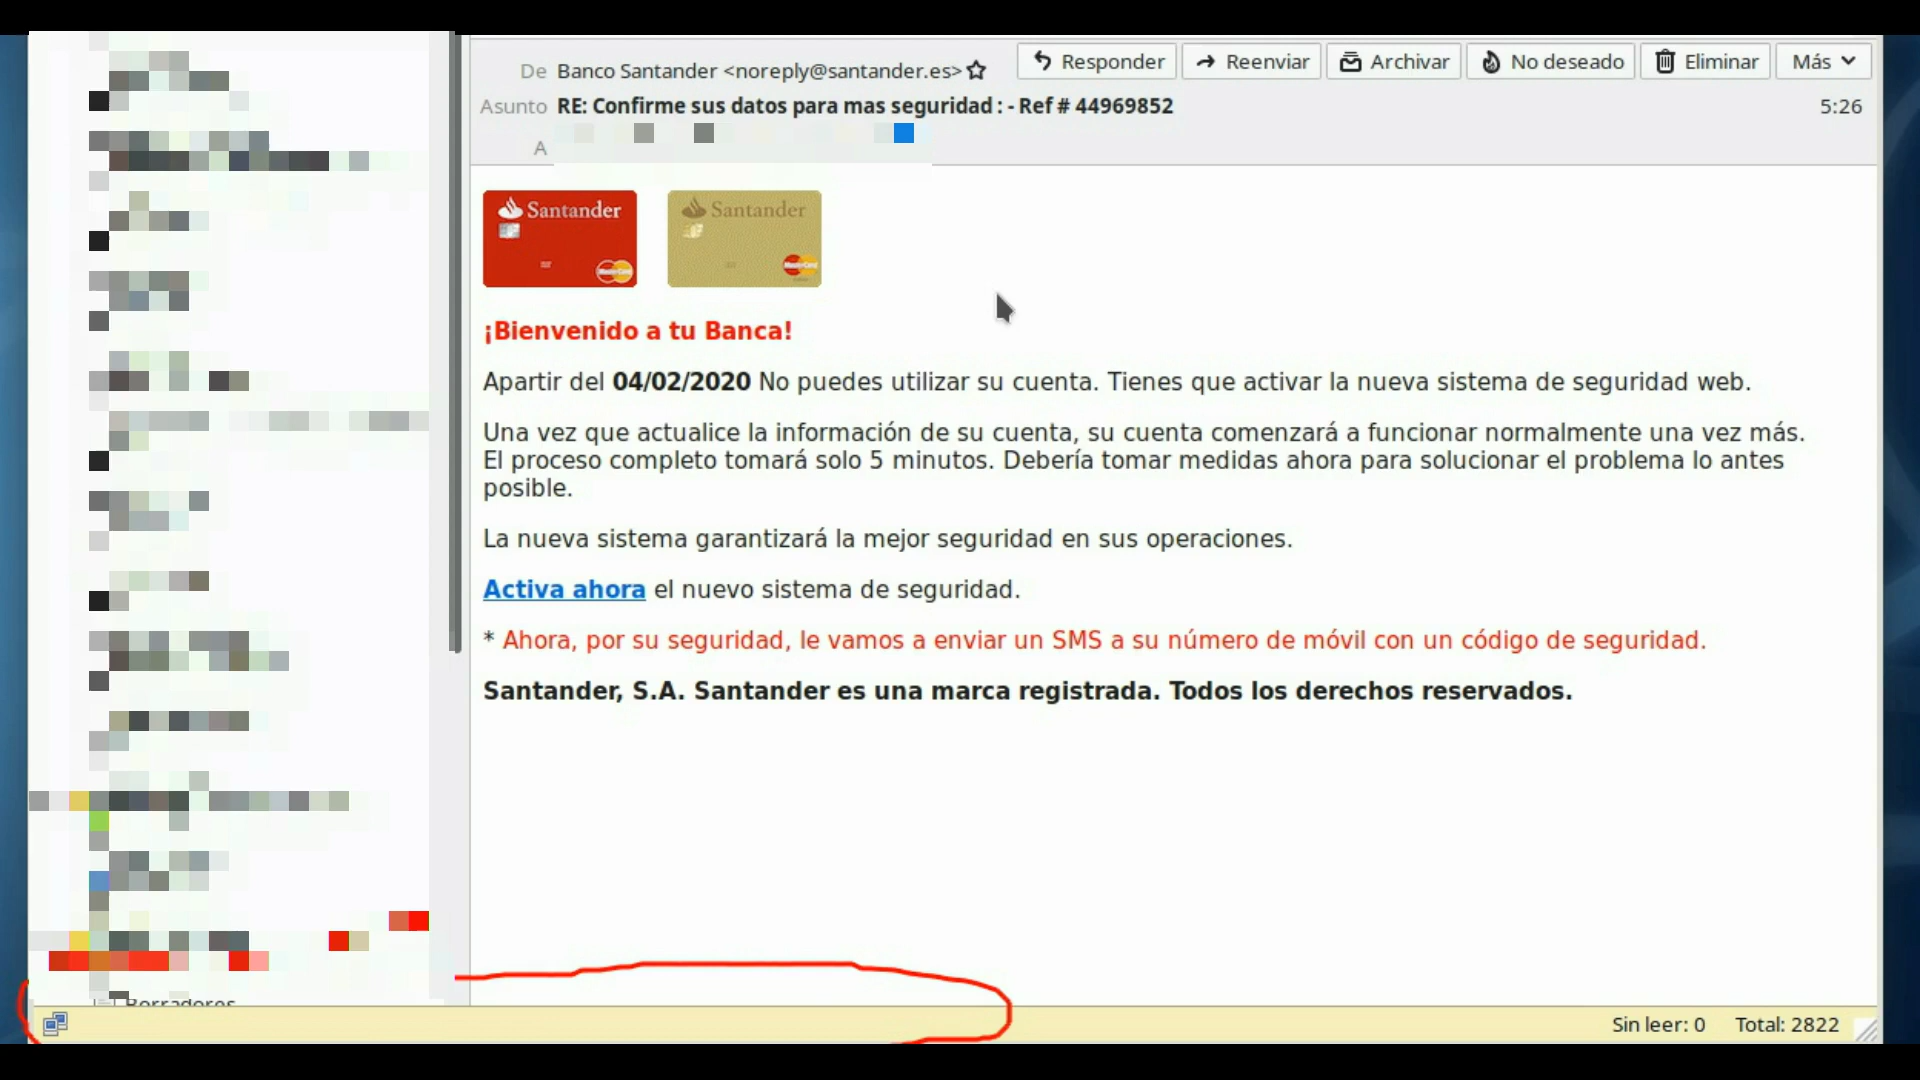 De Banco Santander <noreply@santander.es> Responder Reenviar Archivar No deseado Eliminar Más
Asunto RE: Confirme sus datos para mas seguridad : - Ref # 44969852 5:26
A
Santander Santander
MasterCard MasterCard
¡Bienvenido a tu Banca!
Apartir del 04/02/2020 No puedes utilizar su cuenta. Tienes que activar la nueva sistema de seguridad web.
Una vez que actualice la información de su cuenta, su cuenta comenzará a funcionar normalmente una vez más.
El proceso completo tomará solo 5 minutos. Debería tomar medidas ahora para solucionar el problema lo antes
posible.
La nueva sistema garantizará la mejor seguridad en sus operaciones.
Activa ahora el nuevo sistema de seguridad.
* Ahora, por su seguridad, le vamos a enviar un SMS a su número de móvil con un código de seguridad.
Santander, S.A. Santander es una marca registrada. Todos los derechos reservados.
Borradores
Sin leer: 0 Total: 2822